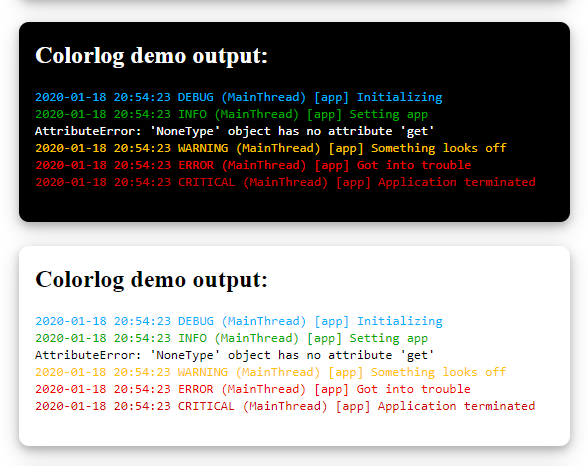 Colorlog demo output:
2020-01-18 20:54:23 DEBUG (MainThread) [app] Initializing
2020-01-18 20:54:23 INFO (MainThread) [app] Setting app
AttributeError: 'NoneType' object has no attribute 'get'
2020-01-18 20:54:23 WARNING (MainThread) [app] Something looks off
2020-01-18 20:54:23 ERROR (MainThread) [app] Got into trouble
2020-01-18 20:54:23 CRITICAL (MainThread) [app] Application terminated
Colorlog demo output:
2020-01-18 20:54:23 DEBUG (MainThread) [app] Initializing
2020-01-18 20:54:23 INFO (MainThread) [app] Setting app
AttributeError: 'NoneType' object has no attribute 'get'
2020-01-18 20:54:23 WARNING (MainThread) [app] Something looks off
2020-01-18 20:54:23 ERROR (MainThread) [app] Got into trouble
2020-01-18 20:54:23 CRITICAL (MainThread) [app] Application terminated